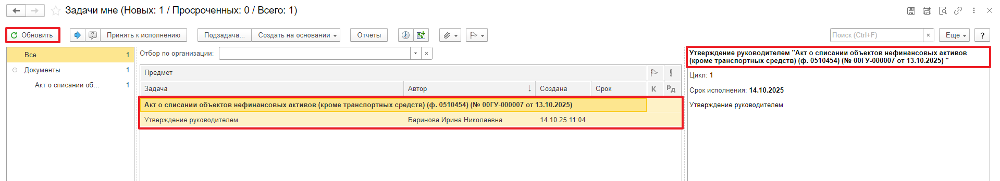 Задачи мне (Новых: 1 / Просроченных: 0 / Всего: 1)
Обновить Принять к исполнению Подзадача... Создать на основании Отчеты Поиск (Ctrl+F) × Еще ?
Все 1
Документы 1
Акт о списании об... 1
Отбор по организации: ×
Предмет
Задача Автор ↓ Создана Срок К Рд
Акт о списании объектов нефинансовых активов (кроме транспортных средств) (ф. 0510454) (№ 00ГУ-000007 от 13.10.2025)
Утверждение руководителем Баринова Ирина Николаевна 14.10.25 11:04
Утверждение руководителем "Акт о списании объектов нефинансовых активов
(кроме транспортных средств) (ф. 0510454) (№ 00ГУ-000007 от 13.10.2025) "
Цикл: 1
Срок исполнения: 14.10.2025
Утверждение руководителем